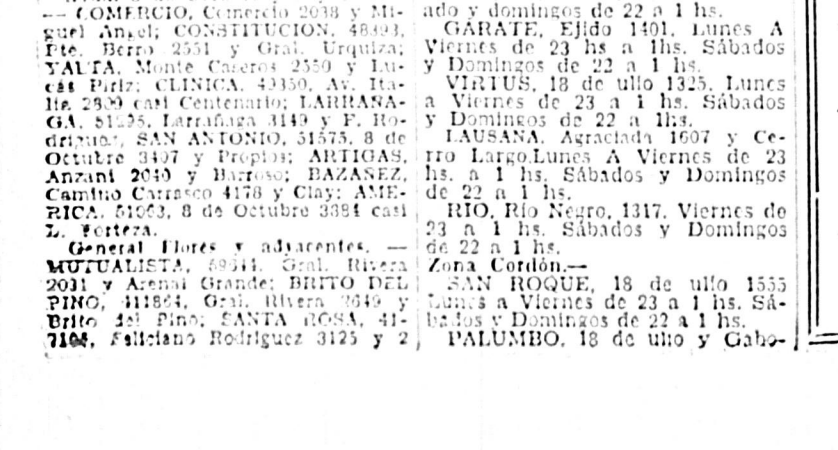 — COMERCIO, Comercio 2038 y Mi-
guel Angel; CONSTITUCION, 48393,
Pte. Berro 2551 y Gral. Urquiza;
YALTA, Monte Caseros 2550 y Lu-
cás Piriz; CLINICA, 49350, Av. Ita-
lia 2809 casi Centenario; LARRAÑA-
GA, 51295, Larrañaga 3149 y F. Ro-
driguez, SAN ANTONIO, 51575, 8 de
Octubre 3407 y Propios; ARTIGAS,
Anzani 2040 y Barroso; BAZAÑEZ,
Camino Carrasco 4178 y Clay; AME-
RICA, 51063, 8 de Octubre 3384 casi
L. Forteza.
General Flores y adyacentes. —
MUTUALISTA, Gral. Rivera
2031 y Arenal Grande; BRITO DEL
PINO, 411864, Gral. Rivera 2649 y
Brito del Pino; SANTA ROSA, 41-
Feliciano Rodriguez 3125 y 2
ado y domingos de 22 a 1 hs.
GARATE, Ejido 1401. Lunes A
Viernes de 23 hs a 1hs. Sábados
y Domingos de 22 a 1 hs.
VIRTUS, 18 de ulio 1325. Lunes
a Viernes de 23 a 1 hs. Sábados
y Domingos de 22 a 1hs.
LAUSANA. Agraciada 1607 y Ce-
rro Largo.Lunes A Viernes de 23
hs. a 1 hs. Sábados y Domingos
de 22 a 1 hs.
RIO, Río Negro, 1317. Viernes de
23 a 1 hs. Sábados y Domingos
de 22 a 1 hs.
Zona Cordón.—
SAN ROQUE, 18 de ulio 1555
Lunes a Viernes de 23 a 1 hs. Sá-
bados y Domingos de 22 a 1 hs.
PALUMBO, 18 de ulio y Gabo-